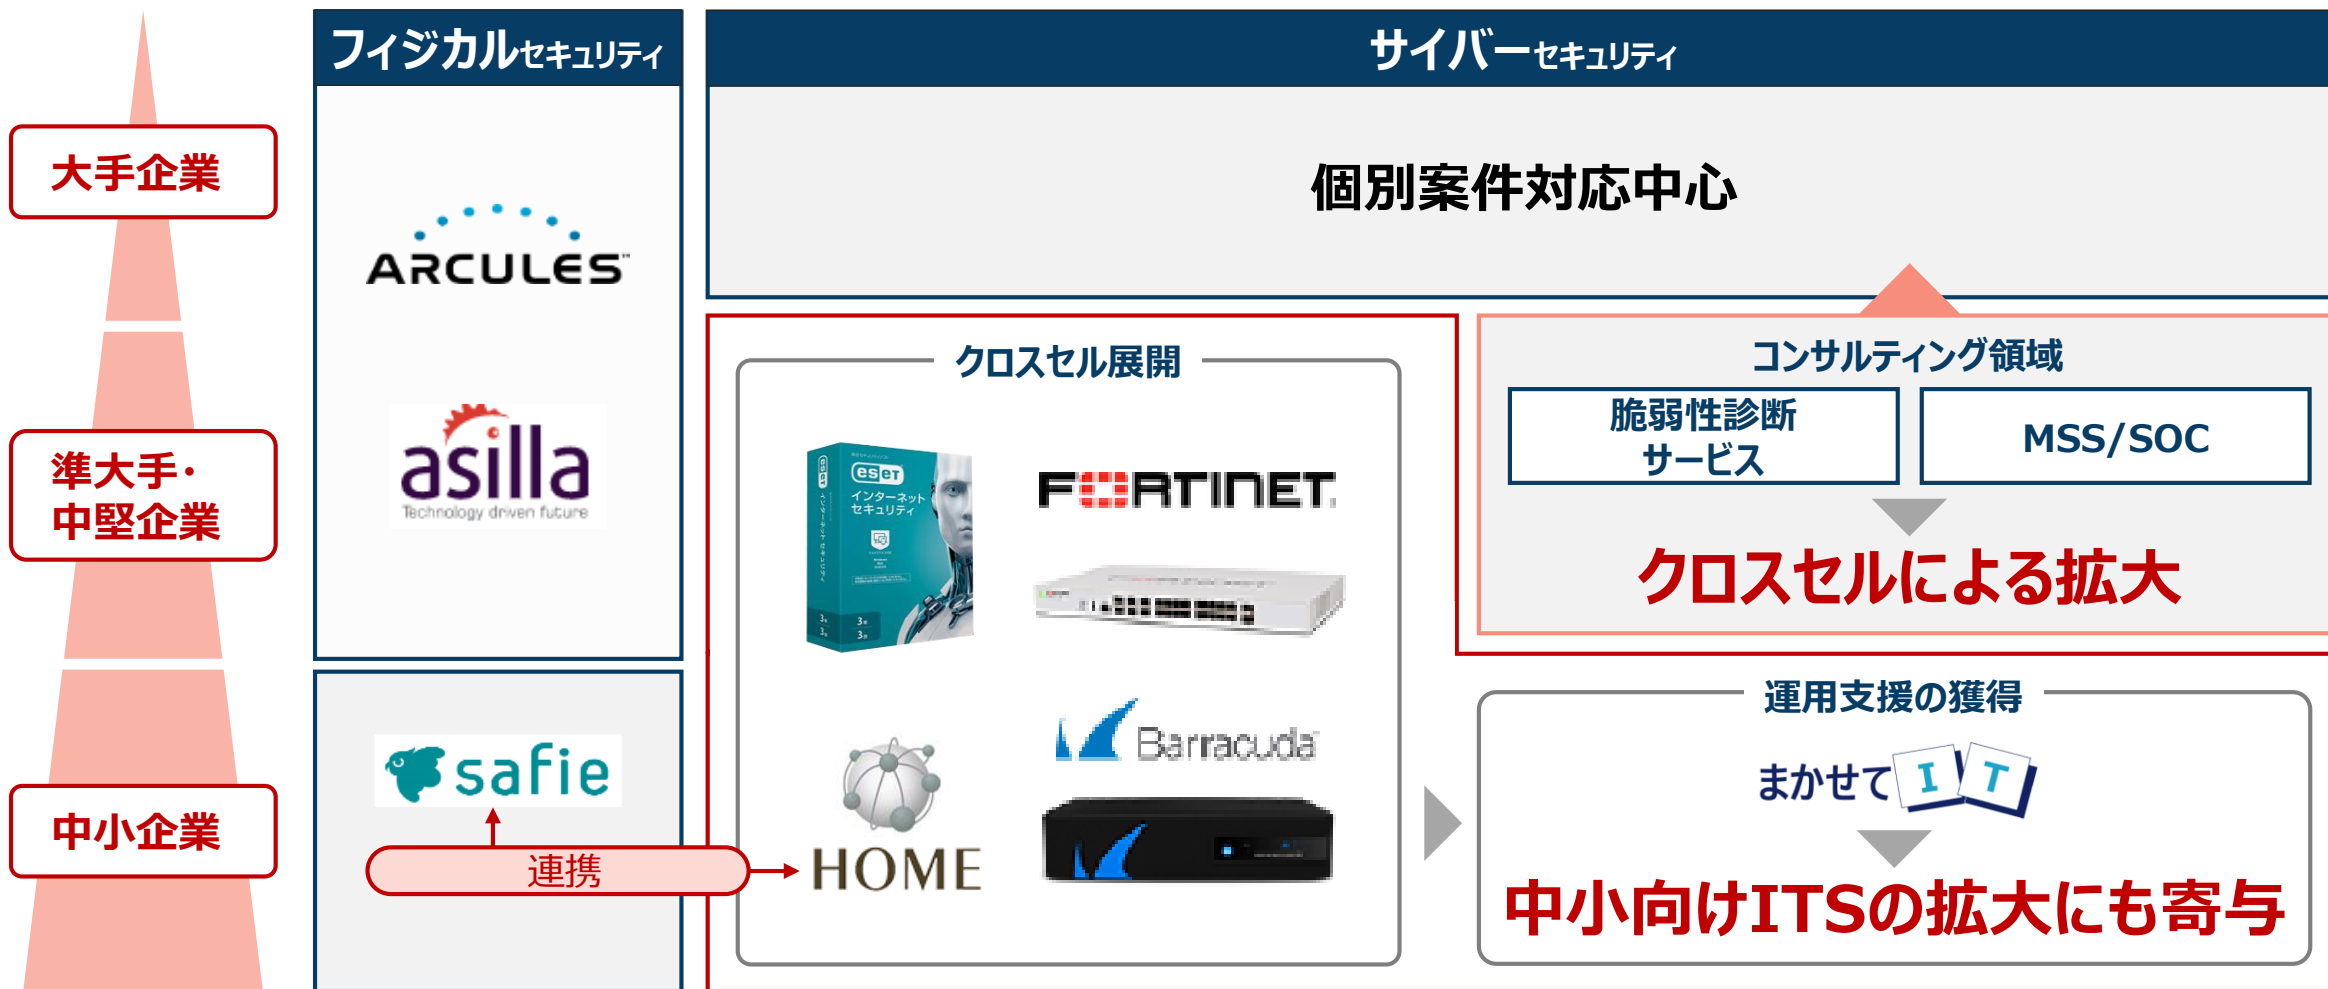 フィジカルセキュリティ
サイバーセキュリティ
大手企業
個別案件対応中心
ARCULES
準大手・
中堅企業
asilla
Technology driven future
クロスセル展開
eseT
インターネット
セキュリティ
FORTINET
コンサルティング領域
脆弱性診断
サービス
MSS/SOC
クロスセルによる拡大
中小企業
safie
連携
HOME
Barracuda
運用支援の獲得
まかせてIT
中小向けITSの拡大にも寄与